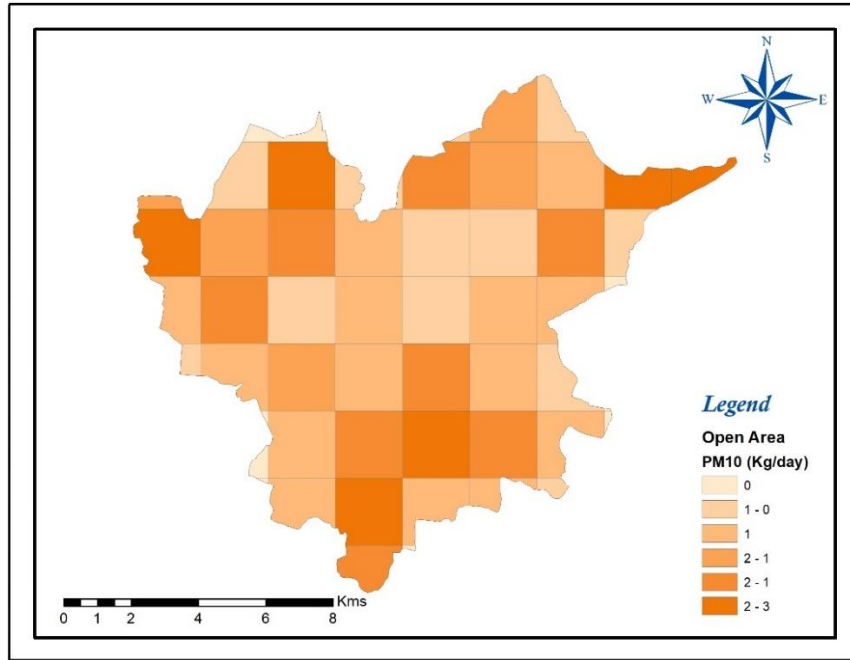 N
W E
S
Legend
Open Area
PM10 (Kg/day)
0
1 - 0
1
2 - 1
2 - 1
2 - 3
Kms
0 1 2 4 6 8